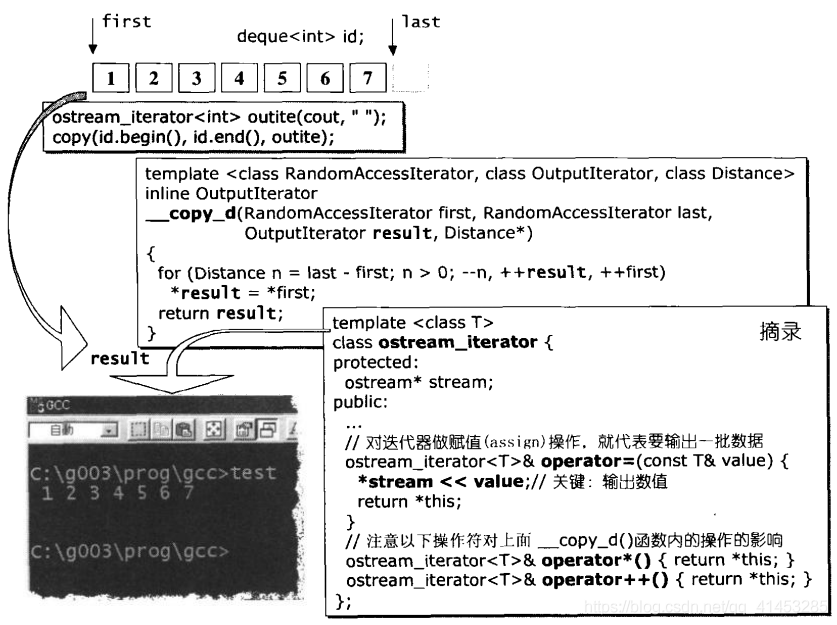 first
deque<int> id;
last
1 2 3 4 5 6 7
ostream_iterator<int> outite(cout, " ");
copy(id.begin(), id.end(), outite);
template <class RandomAccessIterator, class OutputIterator, class Distance>
inline OutputIterator
__copy_d(RandomAccessIterator first, RandomAccessIterator last,
OutputIterator result, Distance*)
{
for (Distance n = last - first; n > 0; --n, ++result, ++first)
*result = *first;
return result;
}
result
template <class T>
class ostream_iterator {
摘录
protected:
ostream* stream;
public:
...
// 对迭代器做赋值(assign)操作，就代表要输出一批数据
ostream_iterator<T>& operator=(const T& value) {
*stream << value;// 关键：输出数值
return *this;
}
// 注意以下操作符对上面 __copy_d()函数内的操作的影响
ostream_iterator<T>& operator*() { return *this; }
ostream_iterator<T>& operator++() { return *this; }
};
GCC
自動
C:\g003\prog\gcc>test
1 2 3 4 5 6 7
C:\g003\prog\gcc>